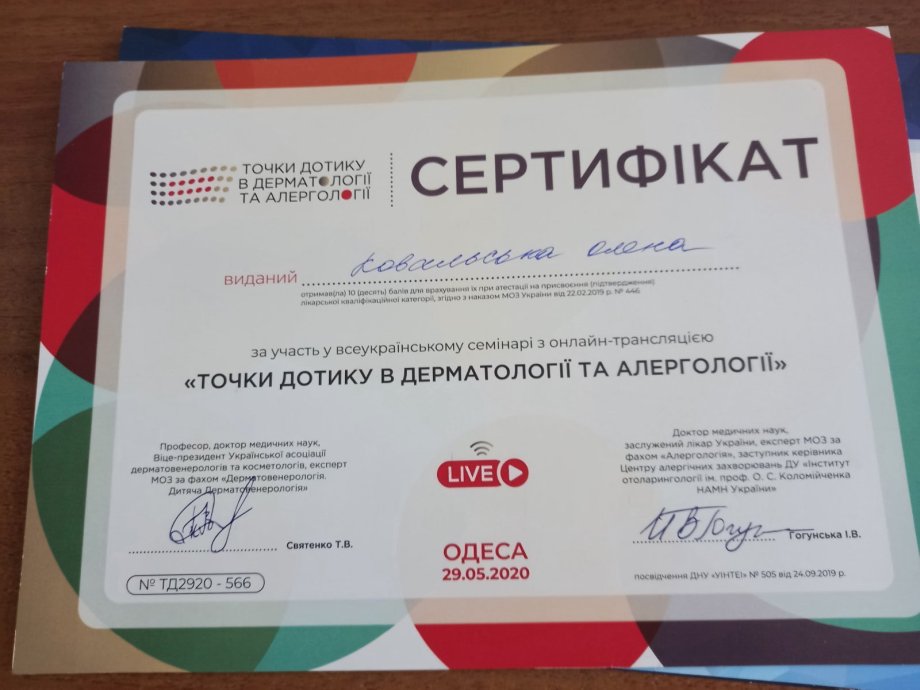 ТОЧКИ ДОТИКУ
В ДЕРМАТОЛОГІЇ
ТА АЛЕРГОЛОГІЇ
СЕРТИФІКАТ
виданий Ковальська Олена
отримав(ла) 10 (десять) балів для врахування їх при атестації на присвоєння (підтвердження)
лікарської кваліфікаційної категорії, згідно з наказом МОЗ України від 22.02.2019 р. № 446
за участь у всеукраїнському семінарі з онлайн-трансляцією
«ТОЧКИ ДОТИКУ В ДЕРМАТОЛОГІЇ ТА АЛЕРГОЛОГІЇ»
Професор, доктор медичних наук,
Віце-президент Української асоціації
дерматовенерологів та косметологів, експерт
МОЗ за фахом «Дерматовенерологія.
Дитяча Дерматовенерологія»
Святенко Т.В.
№ ТД2920 - 566
LIVE
ОДЕСА
29.05.2020
Доктор медичних наук,
заслужений лікар України, експерт МОЗ за
фахом «Алергологія», заступник керівника
Центру алергічних захворювань ДУ «Інститут
отоларингології ім. проф. О. С. Коломійченка
НАМН України»
Гогунська І.В.
посвідчення ДНУ «УІНТЕІ» № 505 від 24.09.2019 р.